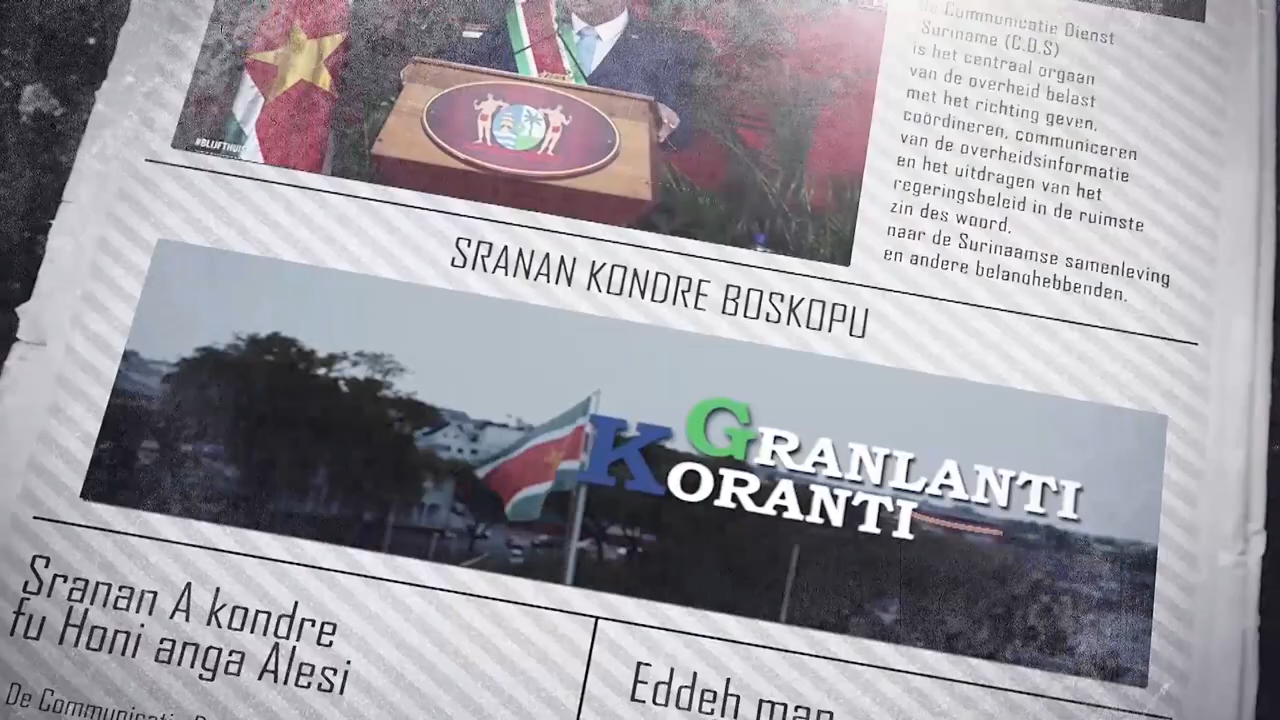 #BLIJFTHUIS
de Communicatie Dienst
Suriname (C.D.S)
is het centraal orgaan
van de overheid belast
met het richting geven,
coördineren, communiceren
van de overheidsinformatie
en het uitdragen van het
regeringsbeleid in de ruimste
zin des woord.
naar de Surinaamse samenleving
en andere belanghebbenden.
SRANAN KONDRE BOSKOPU
GRANLANTI
KORANTI
Sranan A kondre
fu Honi anga Alesi
De
Eddeh man